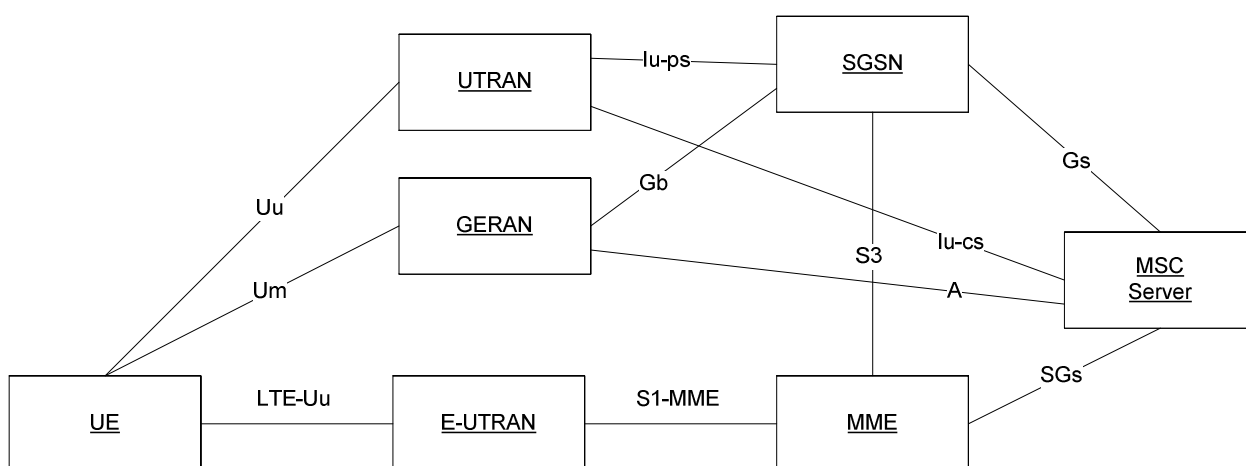 Iu-ps
SGSN
UTRAN
Gs
Gb
Uu
GERAN
Iu-cs
S3
MSC
Server
Um
A
SGs
LTE-Uu
S1-MME
UE
E-UTRAN
MME